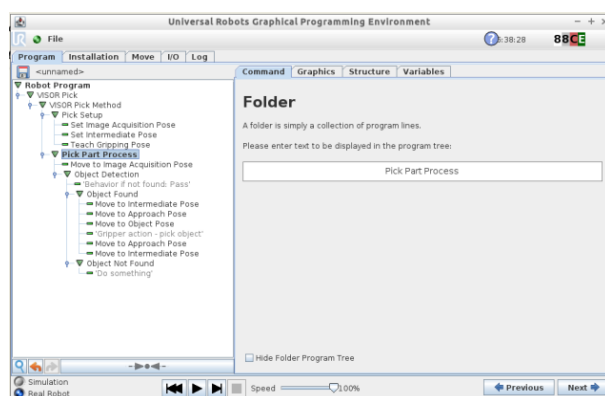 Universal Robots Graphical Programming Environment
File
:38:28
88CE
Program Installation Move I/O Log
<unnamed>
Command Graphics Structure Variables
Robot Program
VISOR Pick
VISOR Pick Method
Pick Setup
Set Image Acquisition Pose
Set Intermediate Pose
Teach Gripping Pose
Pick Part Process
Move to Image Acquisition Pose
Object Detection
'Behavior if not found: Pass'
Object Found
Move to Intermediate Pose
Move to Approach Pose
Move to Object Pose
'Gripper action - pick object'
Move to Approach Pose
Move to Intermediate Pose
Object Not Found
'Do something'
Folder
A folder is simply a collection of program lines.
Please enter text to be displayed in the program tree:
Pick Part Process
Hide Folder Program Tree
Simulation
Real Robot
Speed 100%
Previous Next